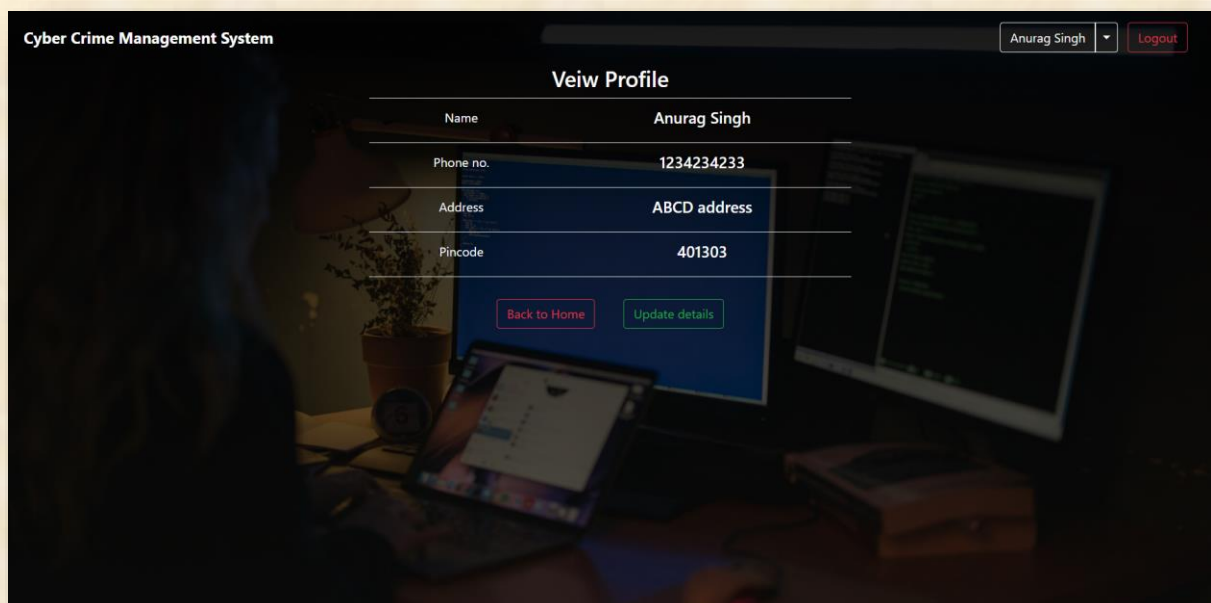 Cyber Crime Management System Anurag Singh Logout
Veiw Profile
Name Anurag Singh
Phone no. 1234234233
Address ABCD address
Pincode 401303
Back to Home Update details